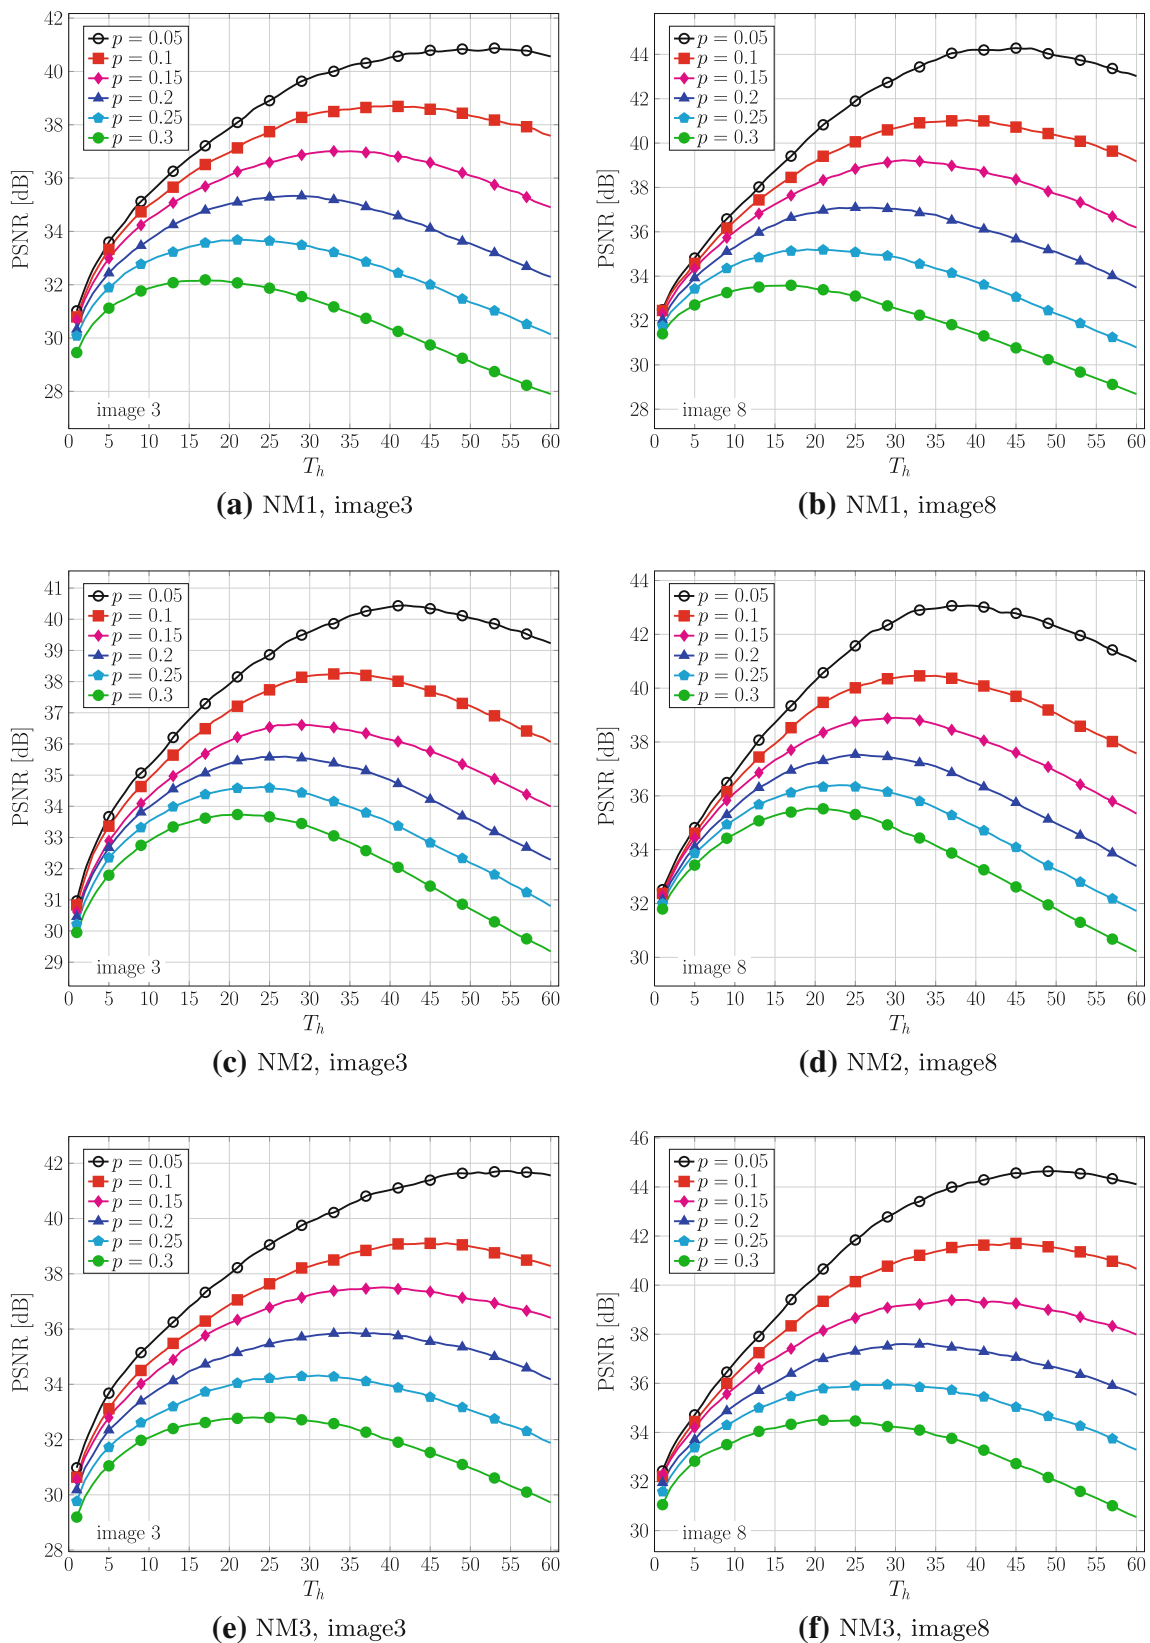 42
40
38
36
34
32
30
28
PSNR [dB]
p = 0.05
p = 0.1
p = 0.15
p = 0.2
p = 0.25
p = 0.3
image 3
0 5 10 15 20 25 30 35 40 45 50 55 60
T_h
(a) NM1, image3
44
42
40
38
36
34
32
30
28
PSNR [dB]
p = 0.05
p = 0.1
p = 0.15
p = 0.2
p = 0.25
p = 0.3
image 8
0 5 10 15 20 25 30 35 40 45 50 55 60
T_h
(b) NM1, image8
41
40
39
38
37
36
35
34
33
32
31
30
29
PSNR [dB]
p = 0.05
p = 0.1
p = 0.15
p = 0.2
p = 0.25
p = 0.3
image 3
0 5 10 15 20 25 30 35 40 45 50 55 60
T_h
(c) NM2, image3
44
42
40
38
36
34
32
30
PSNR [dB]
p = 0.05
p = 0.1
p = 0.15
p = 0.2
p = 0.25
p = 0.3
image 8
0 5 10 15 20 25 30 35 40 45 50 55 60
T_h
(d) NM2, image8
42
40
38
36
34
32
30
28
PSNR [dB]
p = 0.05
p = 0.1
p = 0.15
p = 0.2
p = 0.25
p = 0.3
image 3
0 5 10 15 20 25 30 35 40 45 50 55 60
T_h
(e) NM3, image3
46
44
42
40
38
36
34
32
30
PSNR [dB]
p = 0.05
p = 0.1
p = 0.15
p = 0.2
p = 0.25
p = 0.3
image 8
0 5 10 15 20 25 30 35 40 45 50 55 60
T_h
(f) NM3, image8